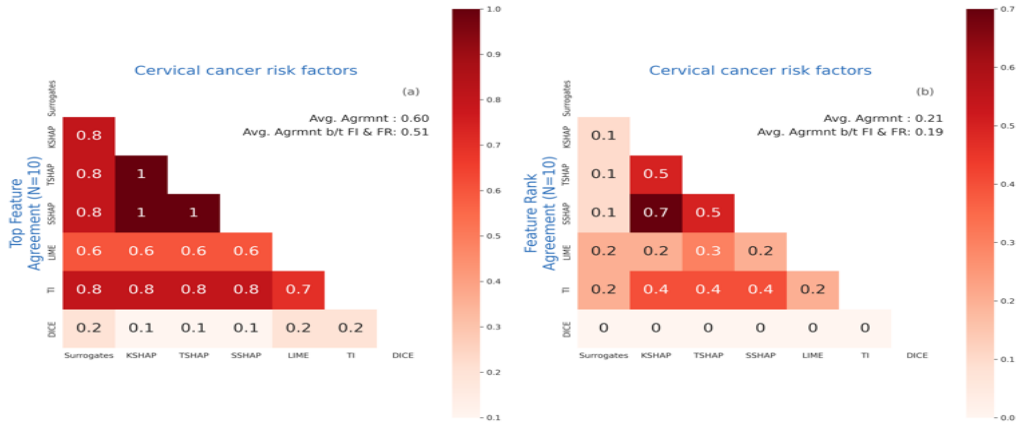 Cervical cancer risk factors
(a)
Avg. Agrmnt : 0.60
Avg. Agrmnt b/t FI & FR: 0.51
Top Feature
Agreement (N=10)
Surrogates
KSHAP 0.8
TSHAP 0.8 1
SSHAP 0.8 1 1
LIME 0.6 0.6 0.6 0.6
TI 0.8 0.8 0.8 0.8 0.7
DICE 0.2 0.1 0.1 0.1 0.2 0.2
Surrogates KSHAP TSHAP SSHAP LIME TI DICE
1.0
0.9
0.8
0.7
0.6
0.5
0.4
0.3
0.2
0.1
Cervical cancer risk factors
(b)
Avg. Agrmnt : 0.21
Avg. Agrmnt b/t FI & FR: 0.19
Feature Rank
Agreement (N=10)
Surrogates
KSHAP 0.1
TSHAP 0.1 0.5
SSHAP 0.1 0.7 0.5
LIME 0.2 0.2 0.3 0.2
TI 0.2 0.4 0.4 0.4 0.2
DICE 0 0 0 0 0 0
Surrogates KSHAP TSHAP SSHAP LIME TI DICE
0.7
0.6
0.5
0.4
0.3
0.2
0.1
0.0